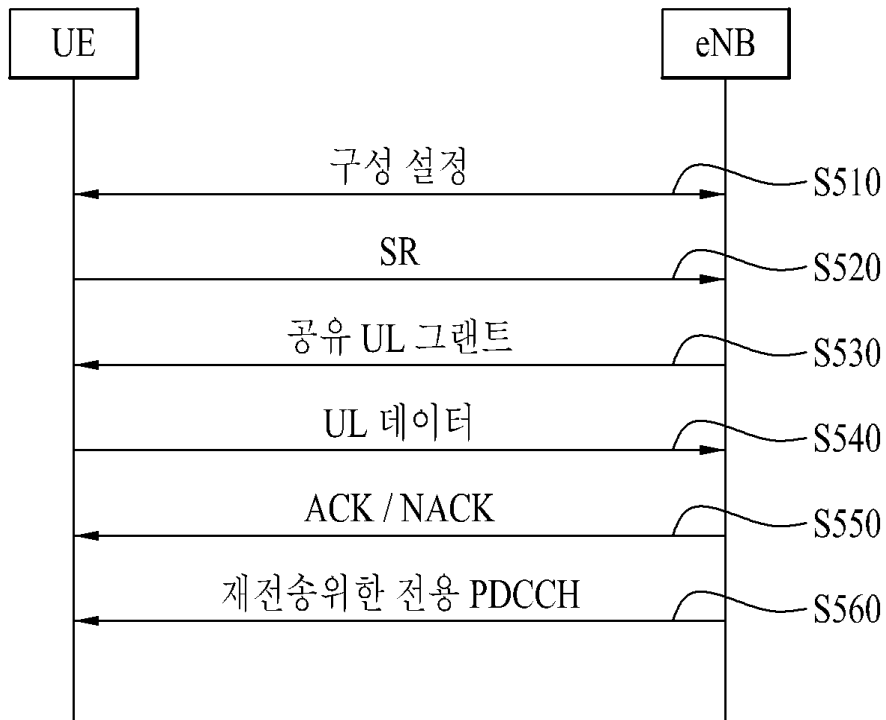 UE
eNB
구성 설정
S510
SR
S520
공유 UL 그랜트
S530
UL 데이터
S540
ACK / NACK
S550
재전송위한 전용 PDCCH
S560